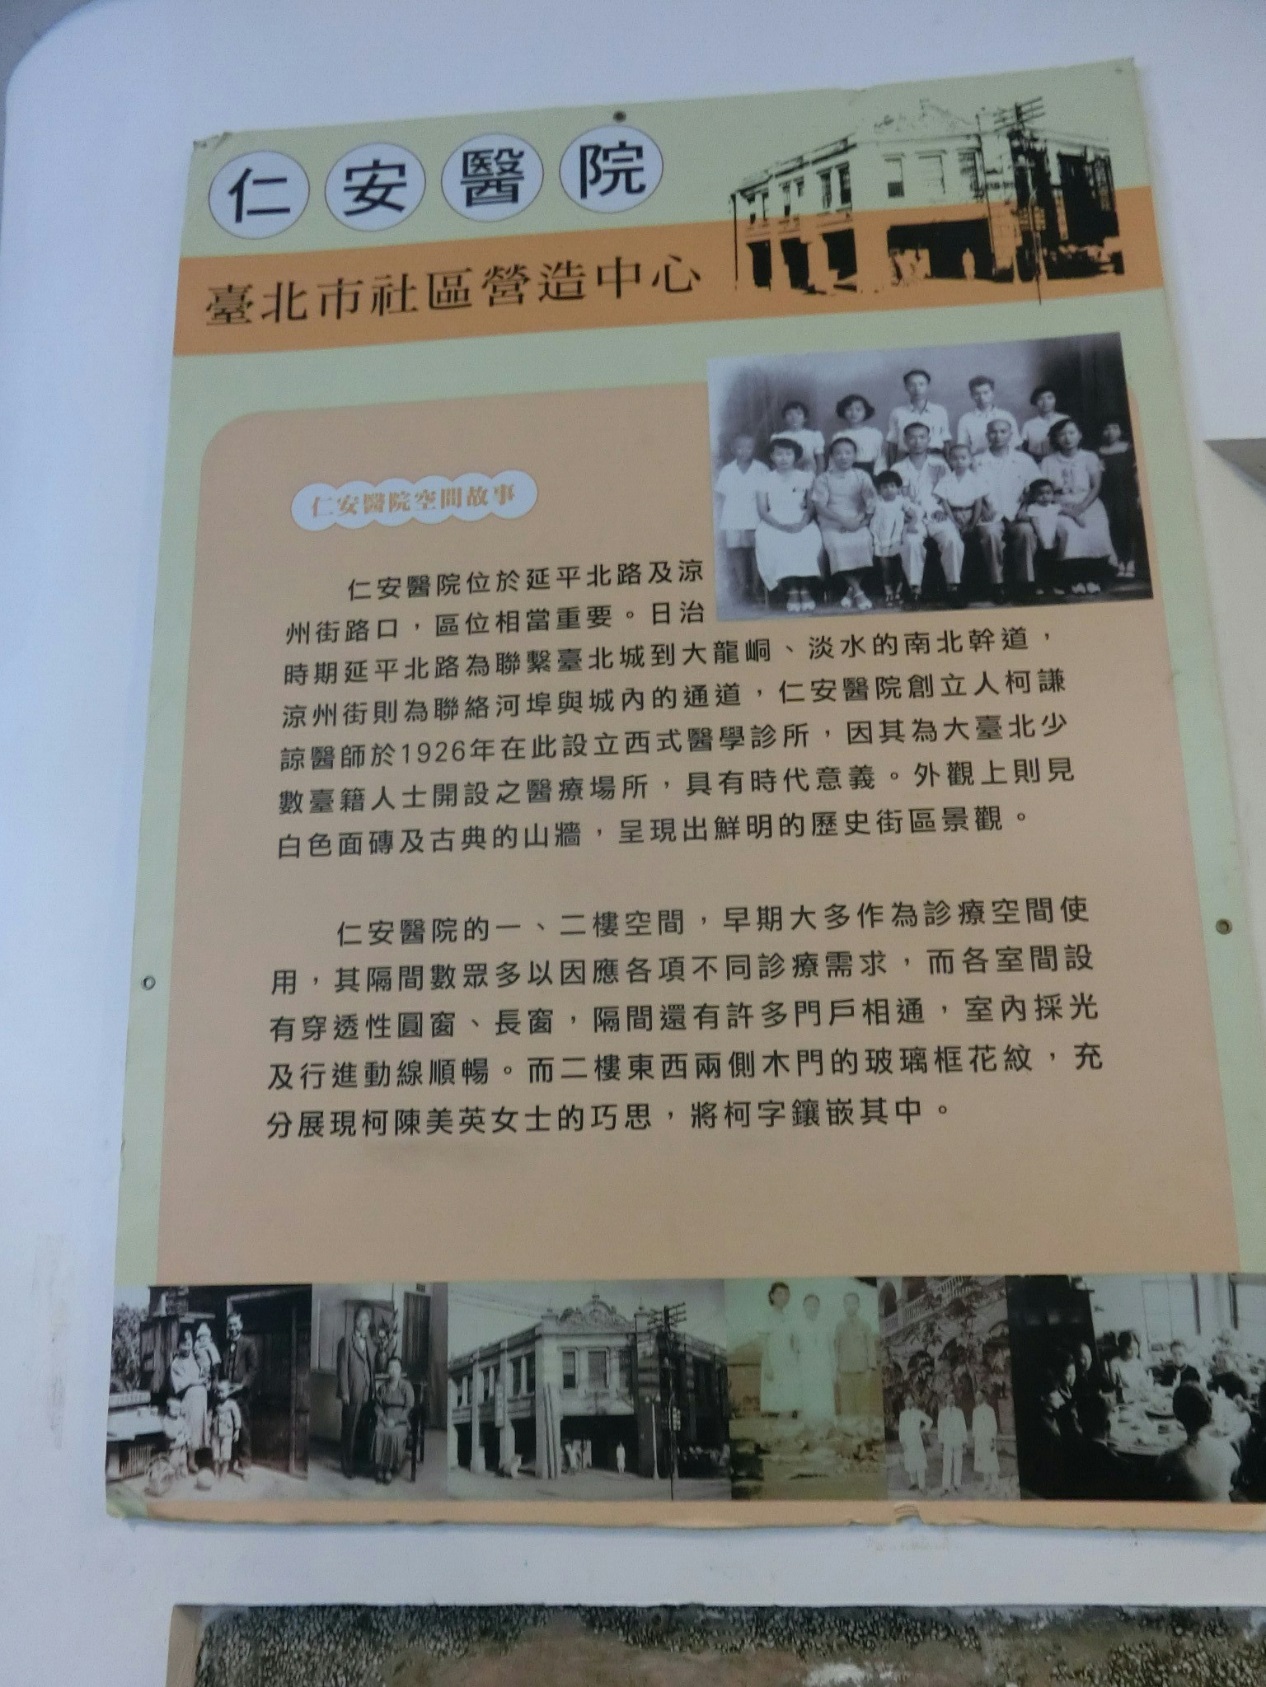 仁安醫院
臺北市社區營造中心
仁安醫院空間故事
仁安醫院位於延平北路及涼
州街路口，區位相當重要。日治
時期延平北路為聯繫臺北城到大龍峒、淡水的南北幹道，
涼州街則為聯絡河埠與城內的通道，仁安醫院創立人柯謙
諒醫師於1926年在此設立西式醫學診所，因其為大臺北少
數臺籍人士開設之醫療場所，具有時代意義。外觀上則見
白色面磚及古典的山牆，呈現出鮮明的歷史街區景觀。
仁安醫院的一、二樓空間，早期大多作為診療空間使
用，其隔間數眾多以因應各項不同診療需求，而各室間設
有穿透性圓窗、長窗，隔間還有許多門戶相通，室內採光
及行進動線順暢。而二樓東西兩側木門的玻璃框花紋，充
分展現柯陳美英女士的巧思，將柯字鑲嵌其中。